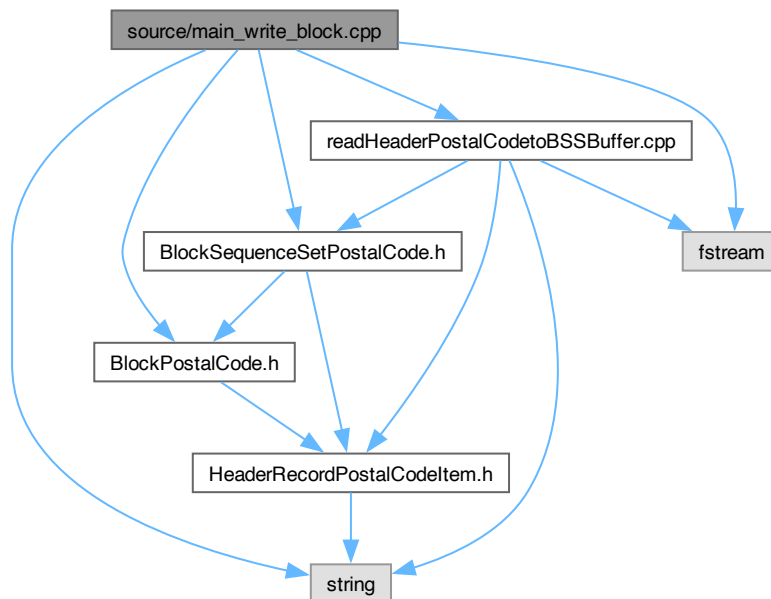 source/main_write_block.cpp
readHeaderPostalCodetoBSSBuffer.cpp
BlockSequenceSetPostalCode.h
fstream
BlockPostalCode.h
HeaderRecordPostalCodeItem.h
string